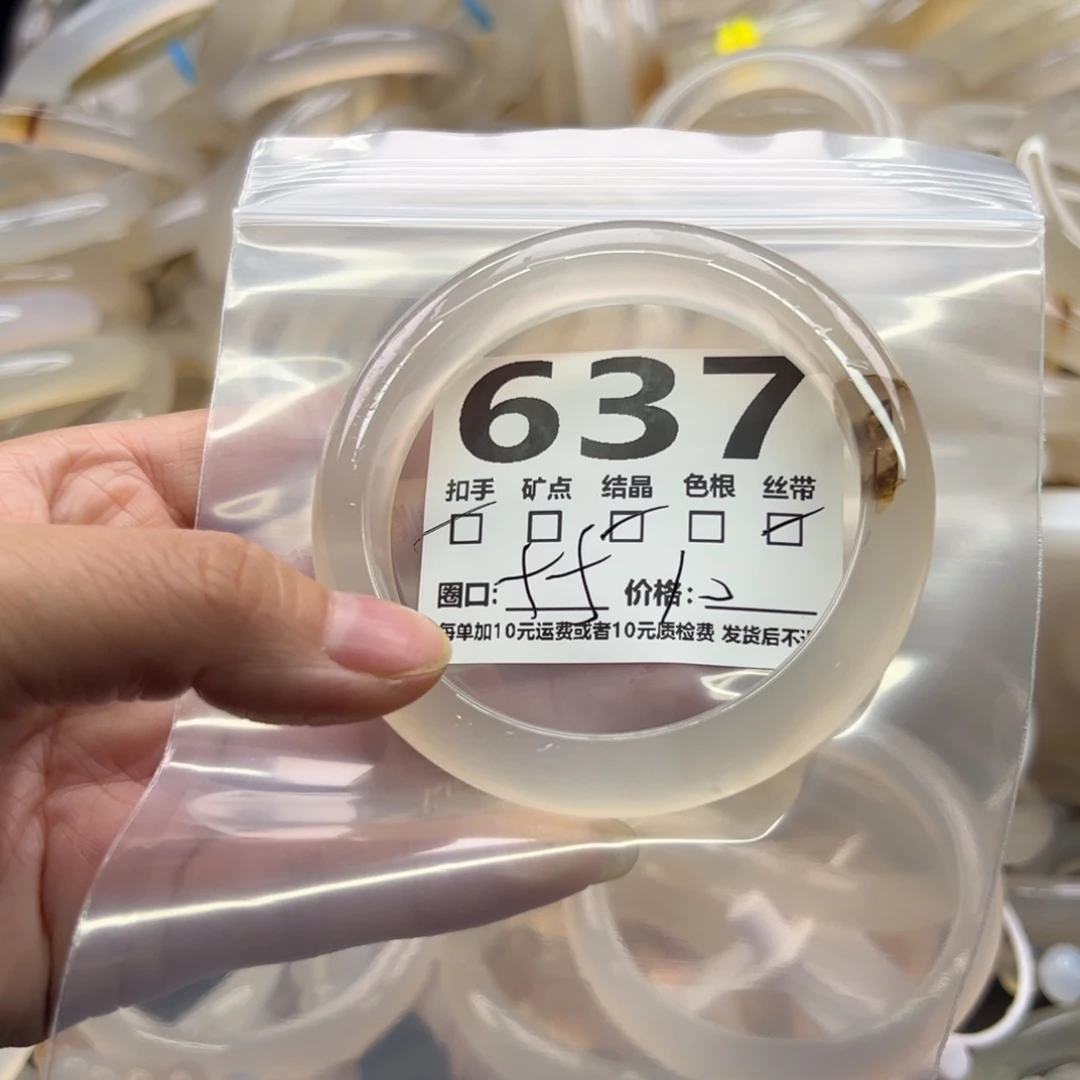 637
扣手 矿点 结晶 色根 丝带
圈口: 价格:
每单加10元运费或者10元质检费 发货后不退